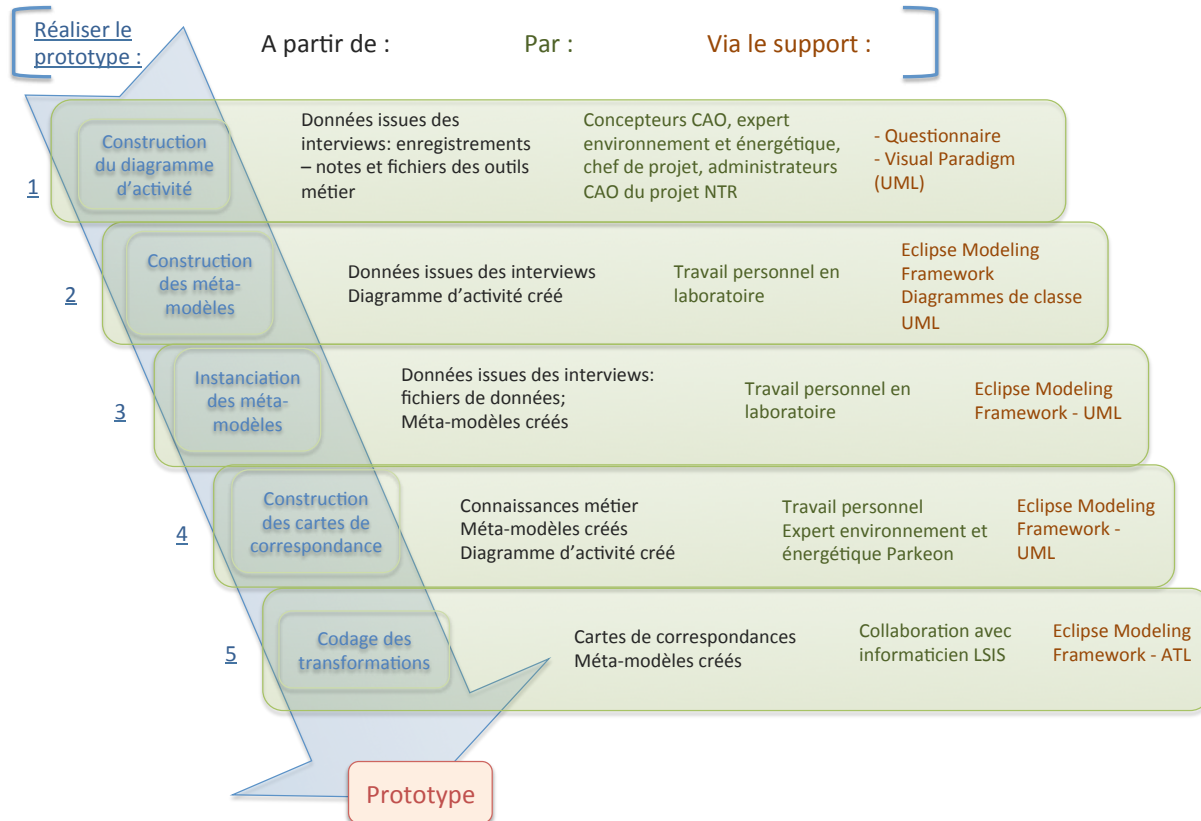 Réaliser le
prototype :
A partir de :
Par :
Via le support :
1
Construction
du diagramme
d'activité
Données issues des
interviews: enregistrements
– notes et fichiers des outils
métier
Concepteurs CAO, expert
environnement et énergétique,
chef de projet, administrateurs
CAO du projet NTR
- Questionnaire
- Visual Paradigm
(UML)
2
Construction
des méta-
modèles
Données issues des interviews
Diagramme d'activité créé
Travail personnel en
laboratoire
Eclipse Modeling
Framework
Diagrammes de classe
UML
3
Instanciation
des méta-
modèles
Données issues des interviews:
fichiers de données;
Méta-modèles créés
Travail personnel en
laboratoire
Eclipse Modeling
Framework - UML
4
Construction
des cartes de
correspondance
Connaissances métier
Méta-modèles créés
Diagramme d'activité créé
Travail personnel
Expert environnement et
énergétique Parkeon
Eclipse Modeling
Framework -
UML
5
Codage des
transformations
Cartes de correspondances
Méta-modèles créés
Collaboration avec
informaticien LSIS
Eclipse Modeling
Framework - ATL
Prototype